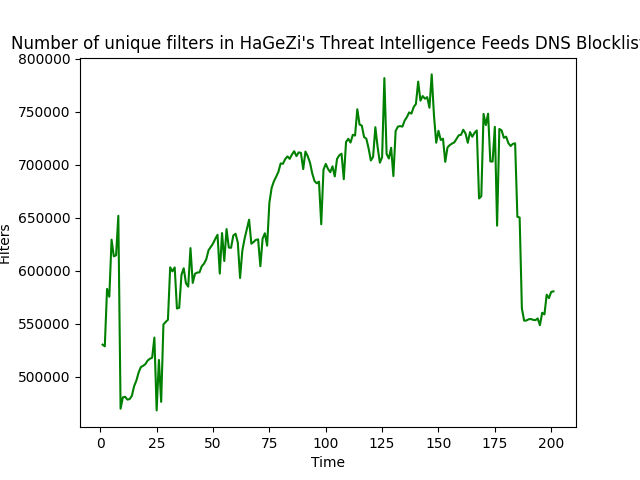 Number of unique filters in HaGeZi's Threat Intelligence Feeds DNS Blocklist
800000
750000
700000
650000
600000
550000
500000
Filters
0 25 50 75 100 125 150 175 200
Time